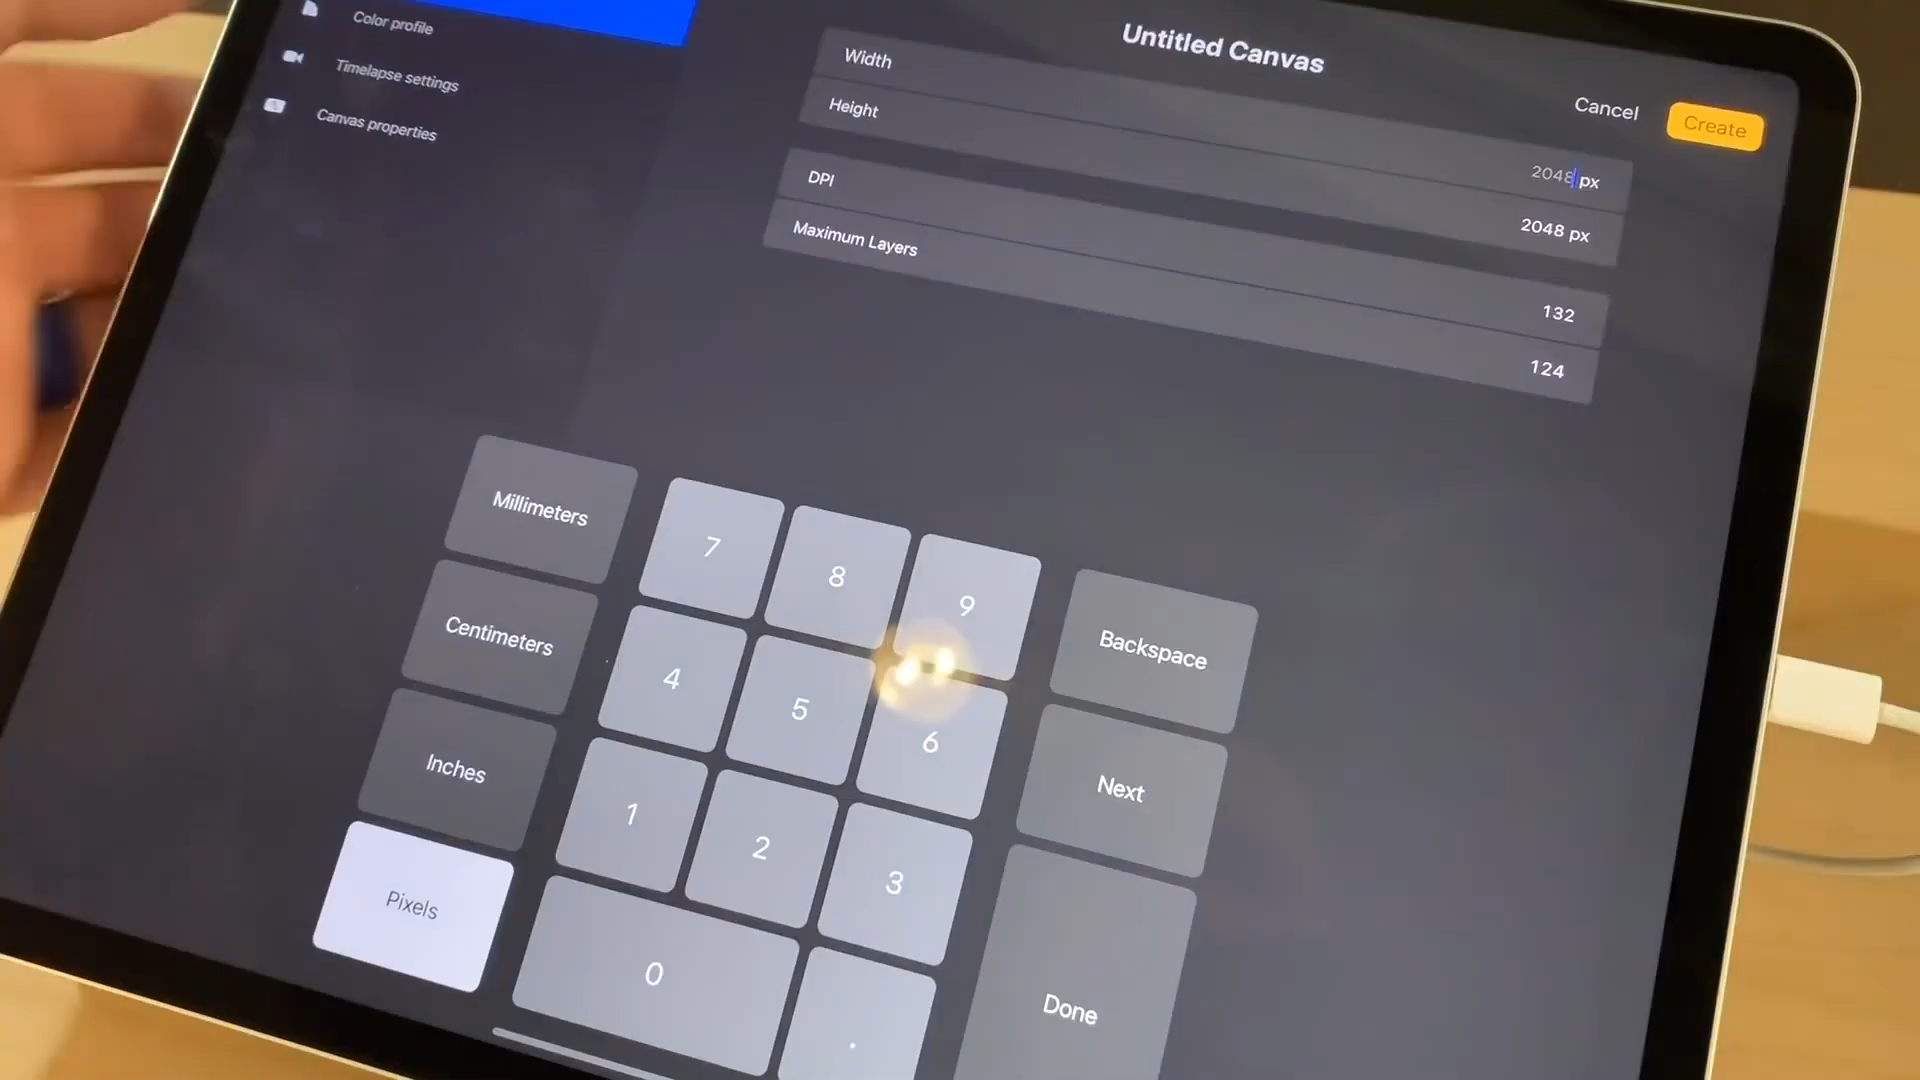 Color profile
Timelapse settings
Canvas properties
Untitled Canvas
Cancel
Create
Width
2048 px
Height
2048 px
DPI
132
Maximum Layers
124
Millimeters
Centimeters
Inches
Pixels
7 8 9
4 5 6
1 2 3
0 .
Backspace
Next
Done